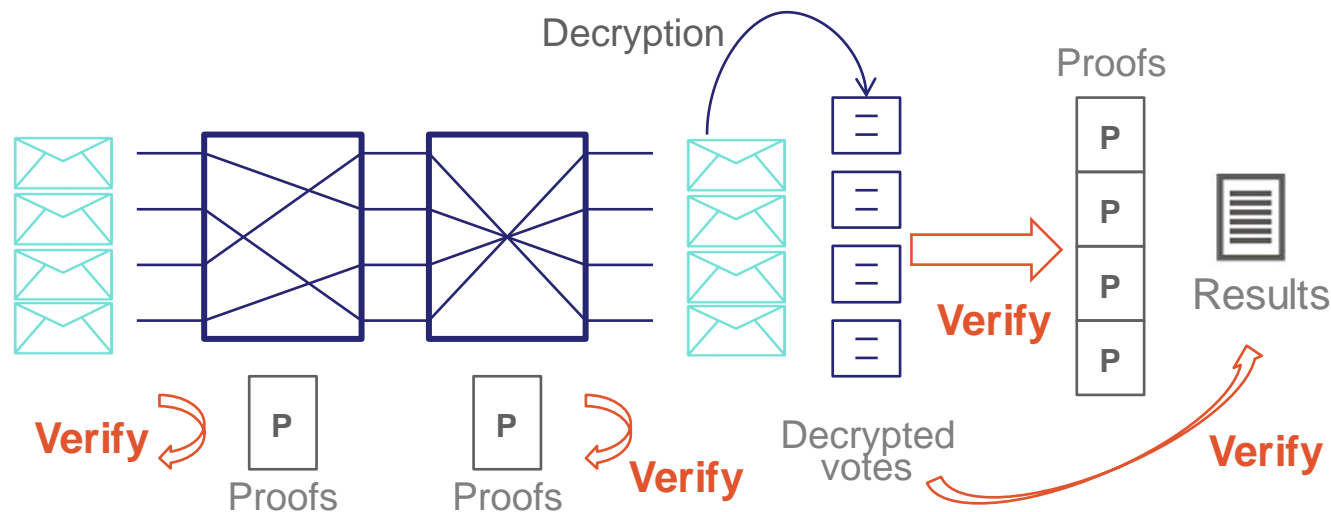 Decryption
Proofs
P
P
P
P
Verify
Results
Verify
P
Proofs
P
Proofs
Verify
Decrypted
votes
Verify